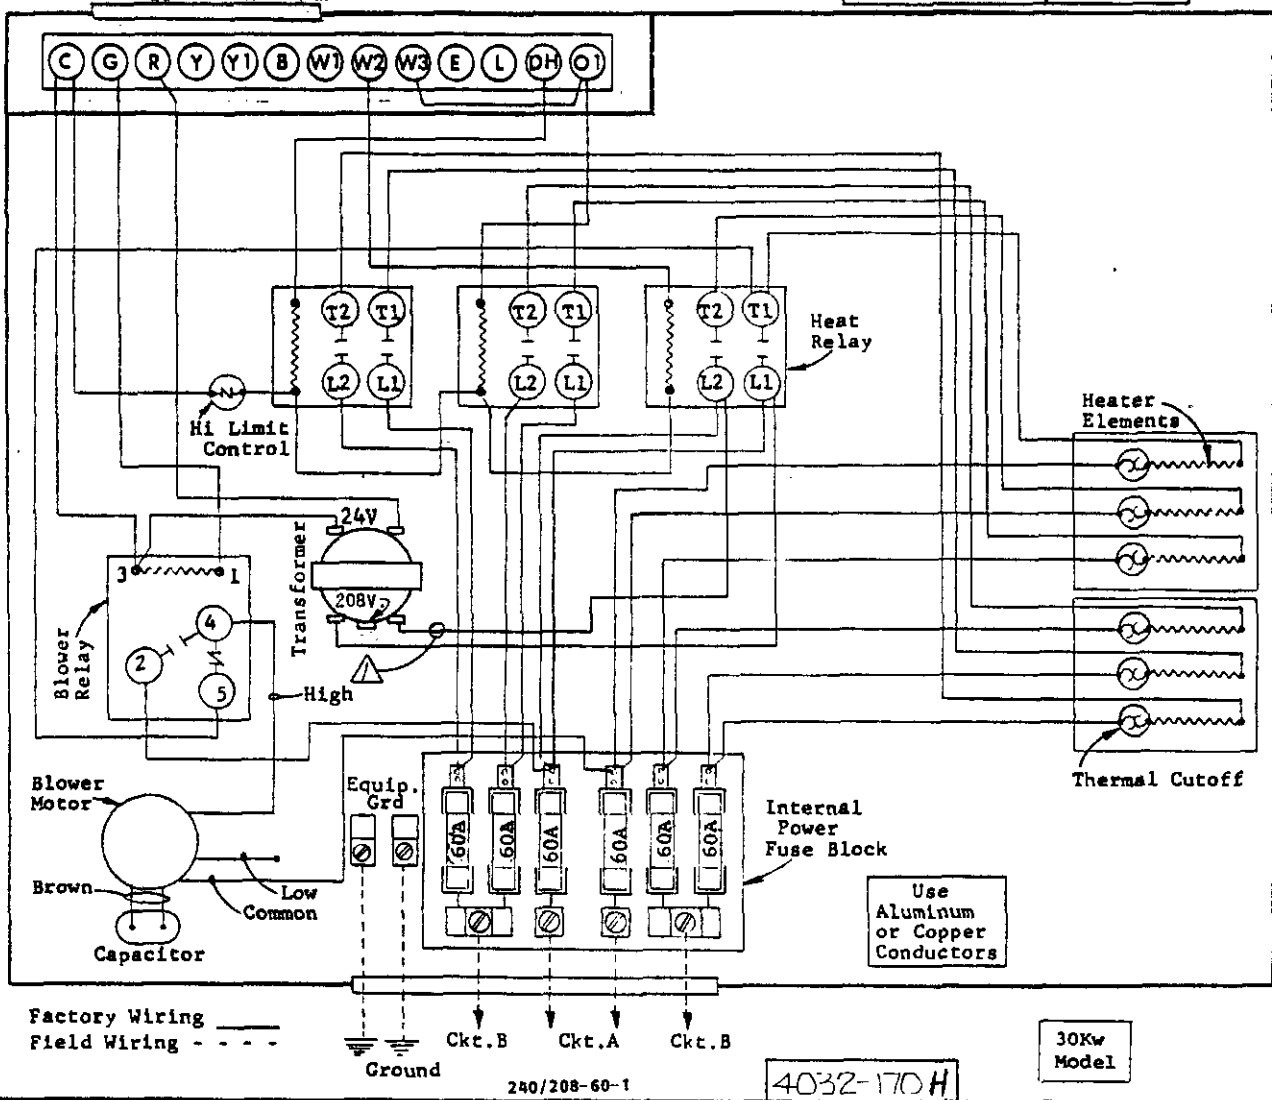 C G R Y Y1 B W1 W2 W3 E L DH O1
T2 T1 T2 T1 T2 T1
L2 L1 L2 L1 L2 L1
Heat
Relay
Hi Limit
Control
Heater
Elements
24V
Transformer
208V
3 1
4
2
5
Blower
Relay
High
Thermal Cutoff
Blower
Motor
Equip.
Grd
60A 60A 60A 60A 60A 60A
Internal
Power
Fuse Block
Low
Common
Brown
Capacitor
Use
Aluminum
or Copper
Conductors
Factory Wiring
Field Wiring
Ground
Ckt.B Ckt.A Ckt.B
30Kw
Model
240/208-60-1
4032-170H